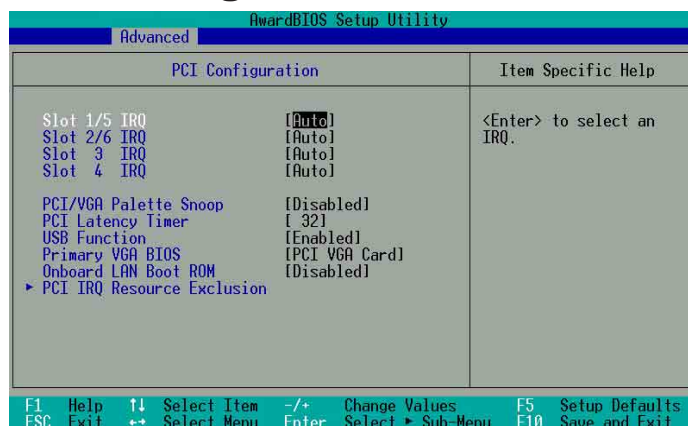 AwardBIOS Setup Utility
Advanced
PCI Configuration
Item Specific Help
Slot 1/5 IRQ [Auto]
Slot 2/6 IRQ [Auto]
Slot 3 IRQ [Auto]
Slot 4 IRQ [Auto]
PCI/VGA Palette Snoop [Disabled]
PCI Latency Timer [ 32]
USB Function [Enabled]
Primary VGA BIOS [PCI VGA Card]
Onboard LAN Boot ROM [Disabled]
▸ PCI IRQ Resource Exclusion
<Enter> to select an
IRQ.
F1 Help ↑↓ Select Item -/+ Change Values F5 Setup Defaults
ESC Exit ↔ Select Menu Enter Select ▸ Sub-Menu F10 Save and Exit